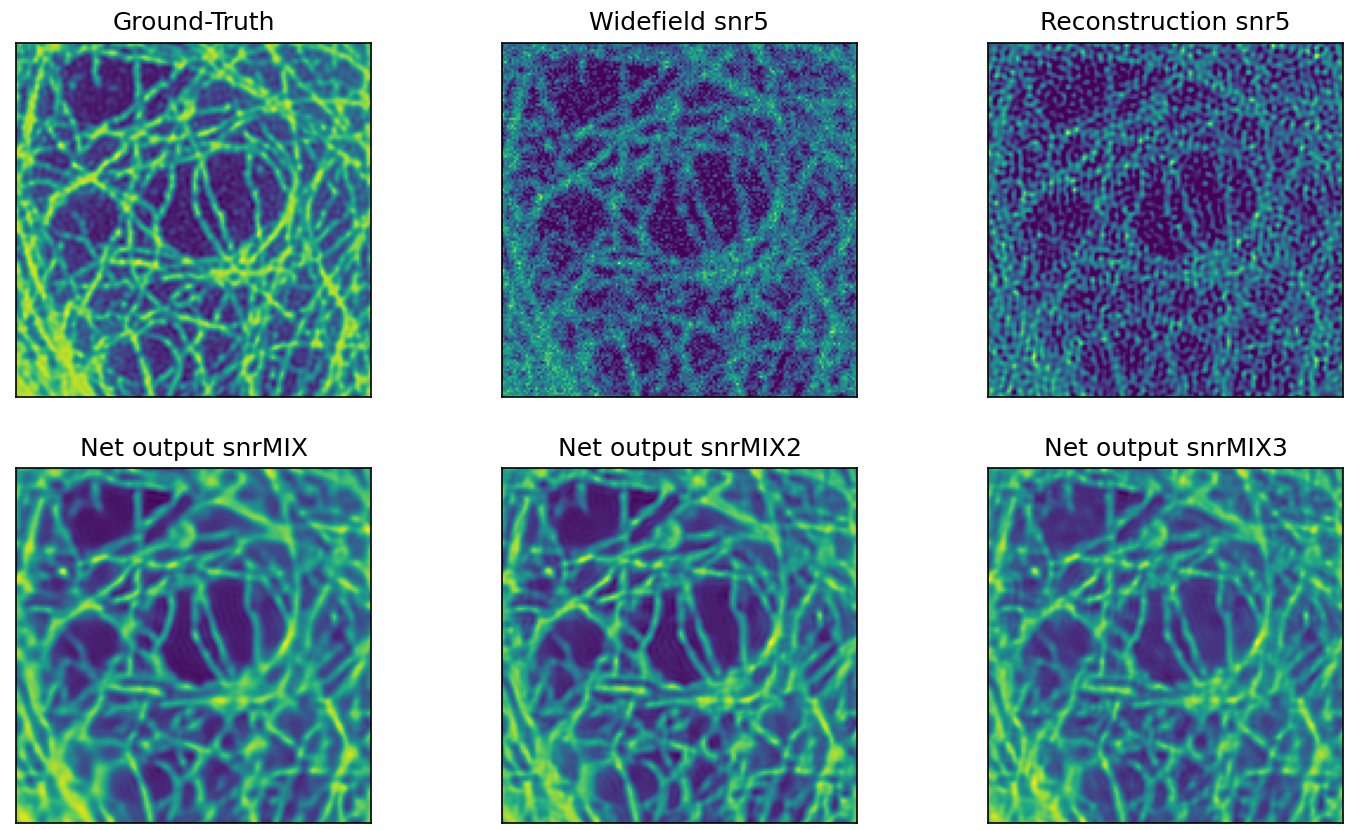 Ground-Truth
Widefield snr5
Reconstruction snr5
Net output snrMIX
Net output snrMIX2
Net output snrMIX3